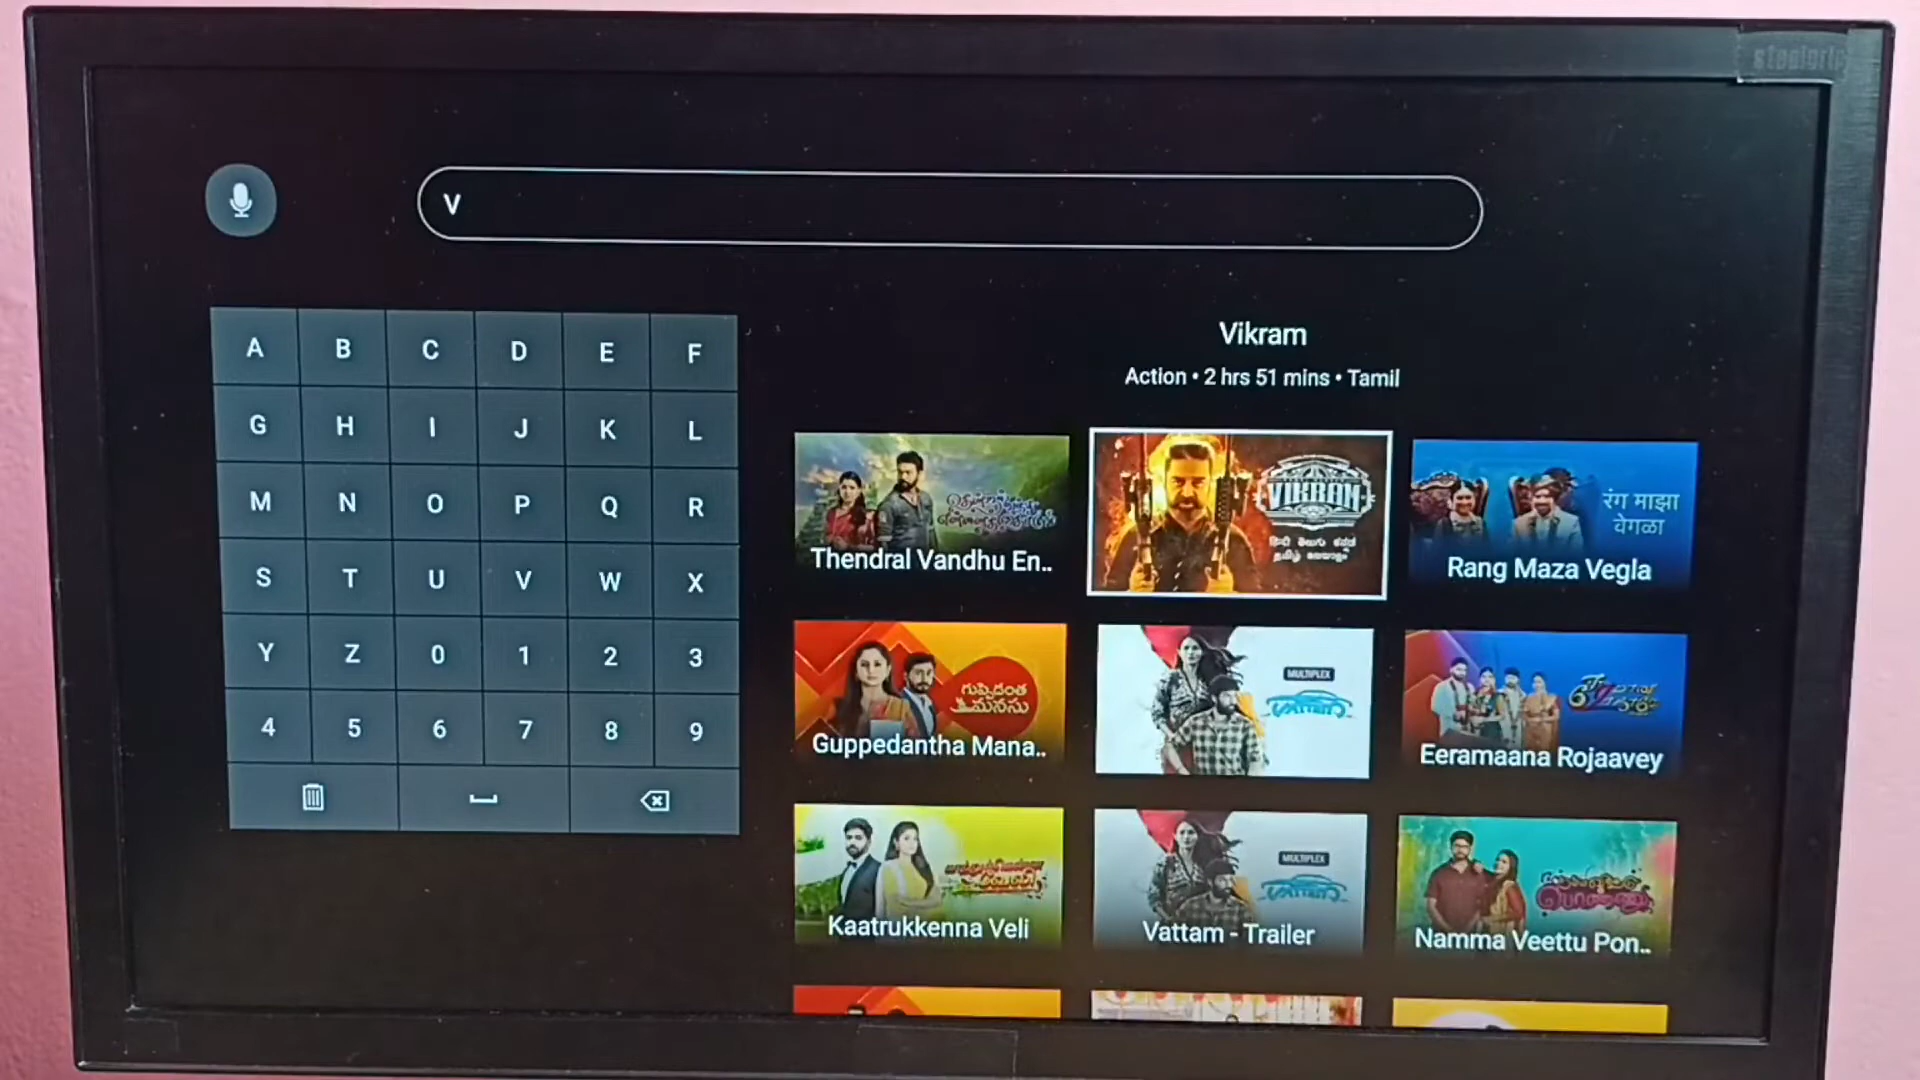 V
A B C D E F
G H I J K L
M N O P Q R
S T U V W X
Y Z 0 1 2 3
4 5 6 7 8 9
Vikram
Action • 2 hrs 51 mins • Tamil
Thendral Vandhu En..
VIKRAM
रंग माझा
वेगळा
Rang Maza Vegla
గుప్పెడంత
మనసు
Guppedantha Mana..
MULTIPLEX
Eeramaana Rojaavey
Kaatrukkenna Veli
MULTIPLEX
Vattam - Trailer
Namma Veettu Pon..